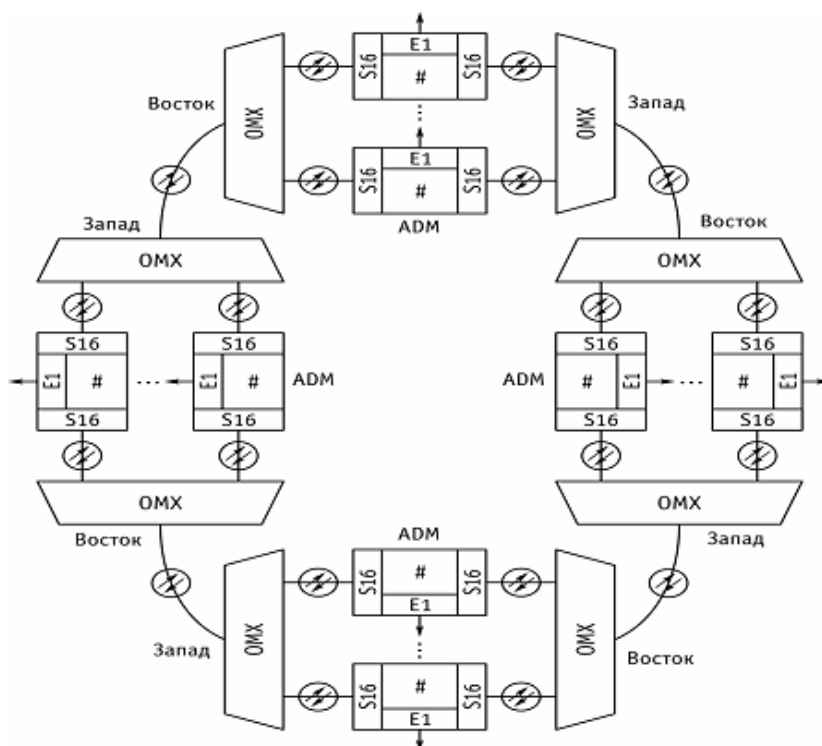 E1
S16 # S16
Восток
OMX
OMX
Запад
E1
S16 # S16
ADM
Запад
Восток
OMX
OMX
S16
S16
S16
S16
E1 #
E1 #
ADM
ADM
# E1
# E1
S16
S16
S16
S16
OMX
OMX
Восток
ADM
Запад
S16 # S16
E1
OMX
OMX
Запад
Восток
S16 # S16
E1